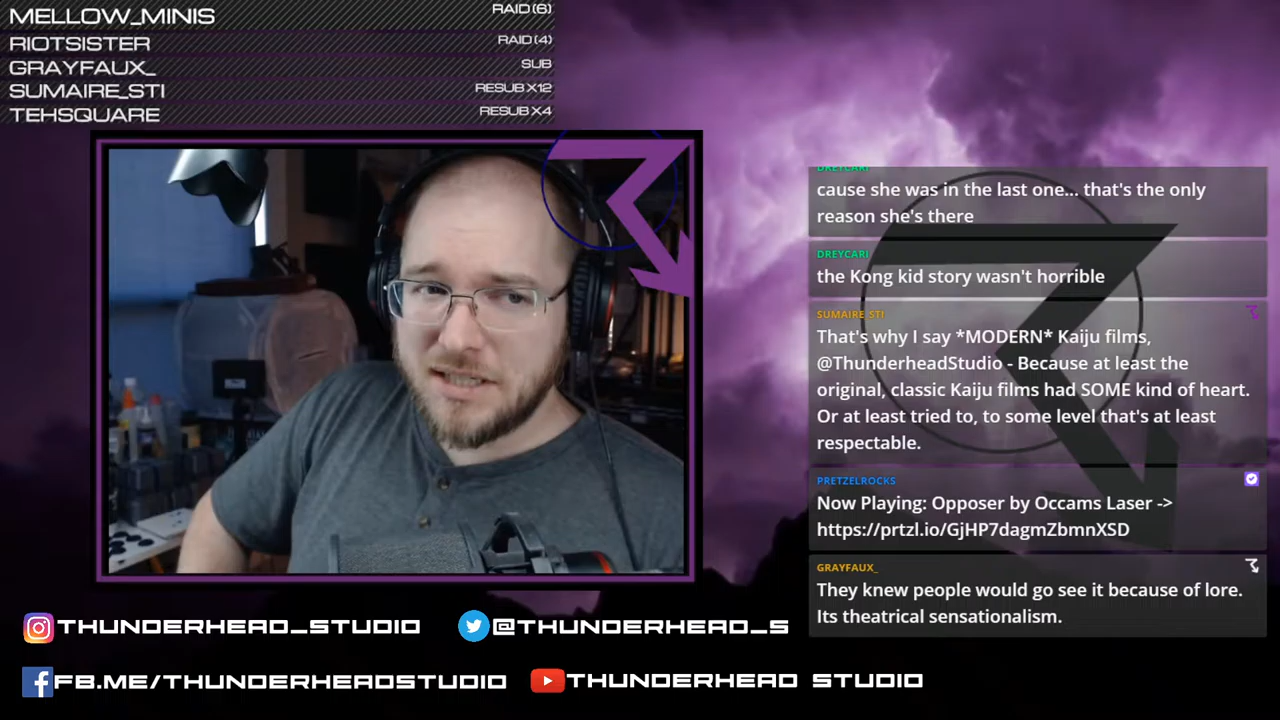 MELLOW_MINIS RAID (6)
RIOTSISTER RAID (4)
GRAYFAUX_ SUB
SUMAIRE_STI RESUB X12
TEHSQUARE RESUB X4
DREYCARI
cause she was in the last one... that's the only
reason she's there
DREYCARI
the Kong kid story wasn't horrible
SUMAIRE_STI
That's why I say *MODERN* Kaiju films,
@ThunderheadStudio - Because at least the
original, classic Kaiju films had SOME kind of heart.
Or at least tried to, to some level that's at least
respectable.
PRETZELROCKS
Now Playing: Opposer by Occams Laser ->
https://prtzl.io/GjHP7dagmZbmnXSD
GRAYFAUX_
They knew people would go see it because of lore.
Its theatrical sensationalism.
THUNDERHEAD_STUDIO @THUNDERHEAD_S
FB.ME/THUNDERHEADSTUDIO THUNDERHEAD STUDIO